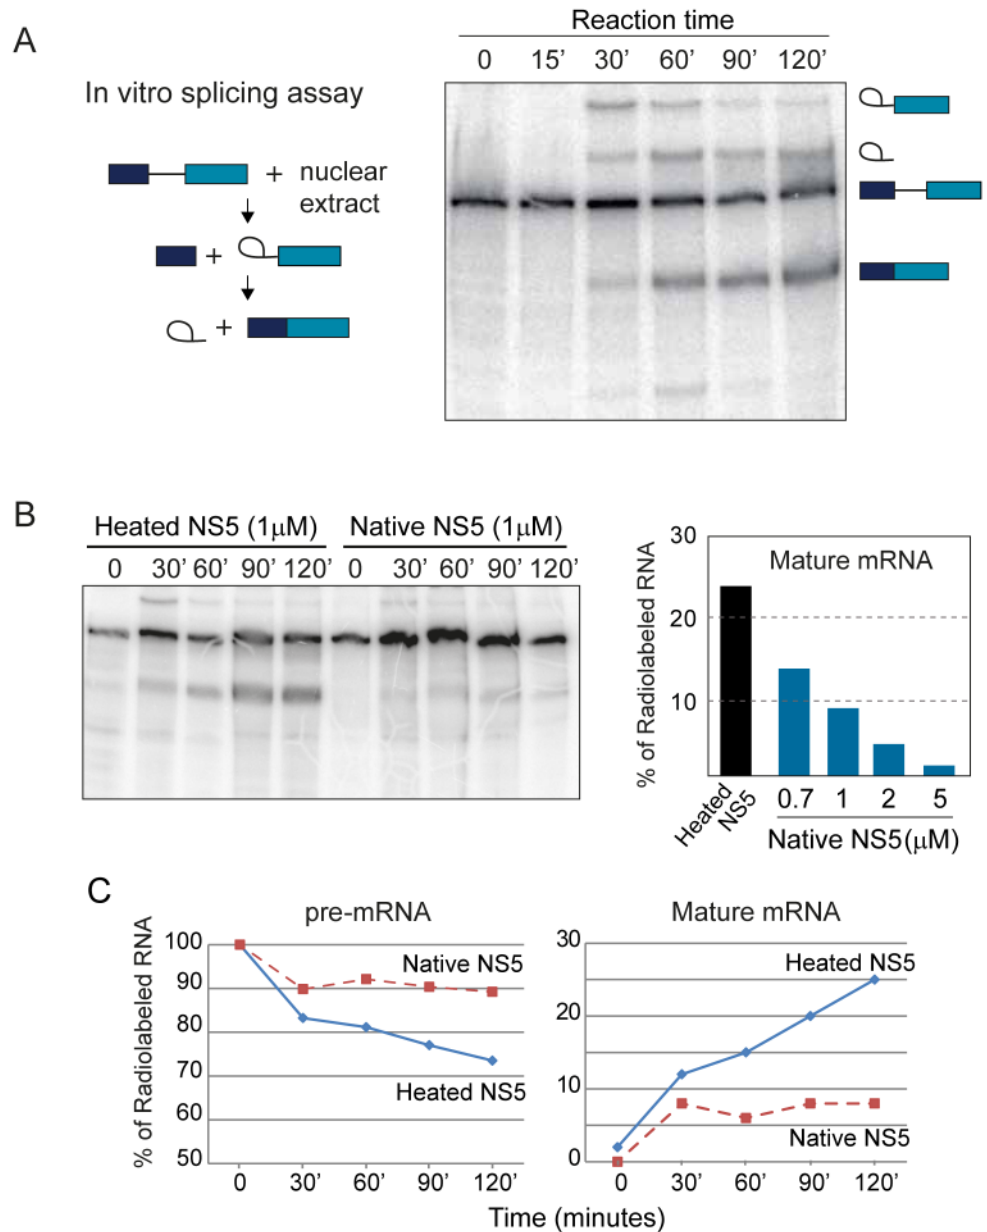 A
In vitro splicing assay
+ nuclear
extract
+
+
Reaction time
0 15’ 30’ 60’ 90’ 120’
B
Heated NS5 (1μM) Native NS5 (1μM)
0 30’ 60’ 90’ 120’ 0 30’ 60’ 90’ 120’
% of Radiolabeled RNA
30
20
10
Mature mRNA
Heated
NS5
0.7 1 2 5
Native NS5(μM)
C
pre-mRNA
% of Radiolabeled RNA
100
90
80
70
60
50
Native NS5
Heated NS5
0 30’ 60’ 90’ 120’
Mature mRNA
30
20
10
0
Heated NS5
Native NS5
0 30’ 60’ 90’ 120’
Time (minutes)